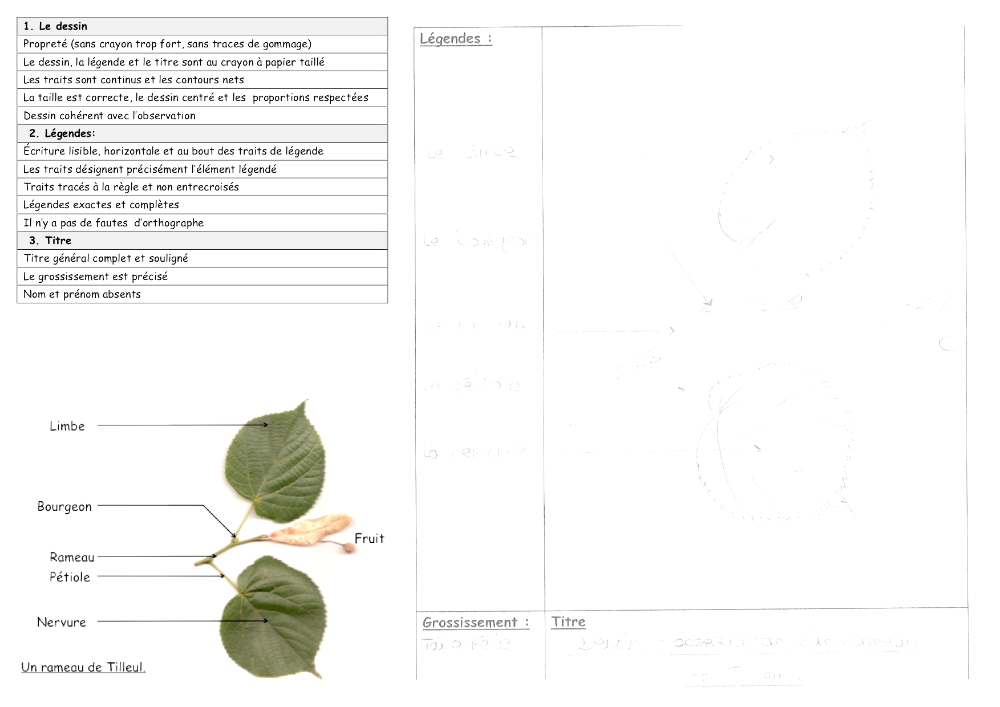 1. Le dessin
Propreté (sans crayon trop fort, sans traces de gommage)
Le dessin, la légende et le titre sont au crayon à papier taillé
Les traits sont continus et les contours nets
La taille est correcte, le dessin centré et les proportions respectées
Dessin cohérent avec l'observation
2. Légendes:
Écriture lisible, horizontale et au bout des traits de légende
Les traits désignent précisément l'élément légendé
Traits tracés à la règle et non entrecroisés
Légendes exactes et complètes
Il n'y a pas de fautes d'orthographe
3. Titre
Titre général complet et souligné
Le grossissement est précisé
Nom et prénom absents
Limbe
Bourgeon
Fruit
Rameau
Pétiole
Nervure
Un rameau de Tilleul.
Légendes :
Le
Le
Grossissement :
Titre
observation